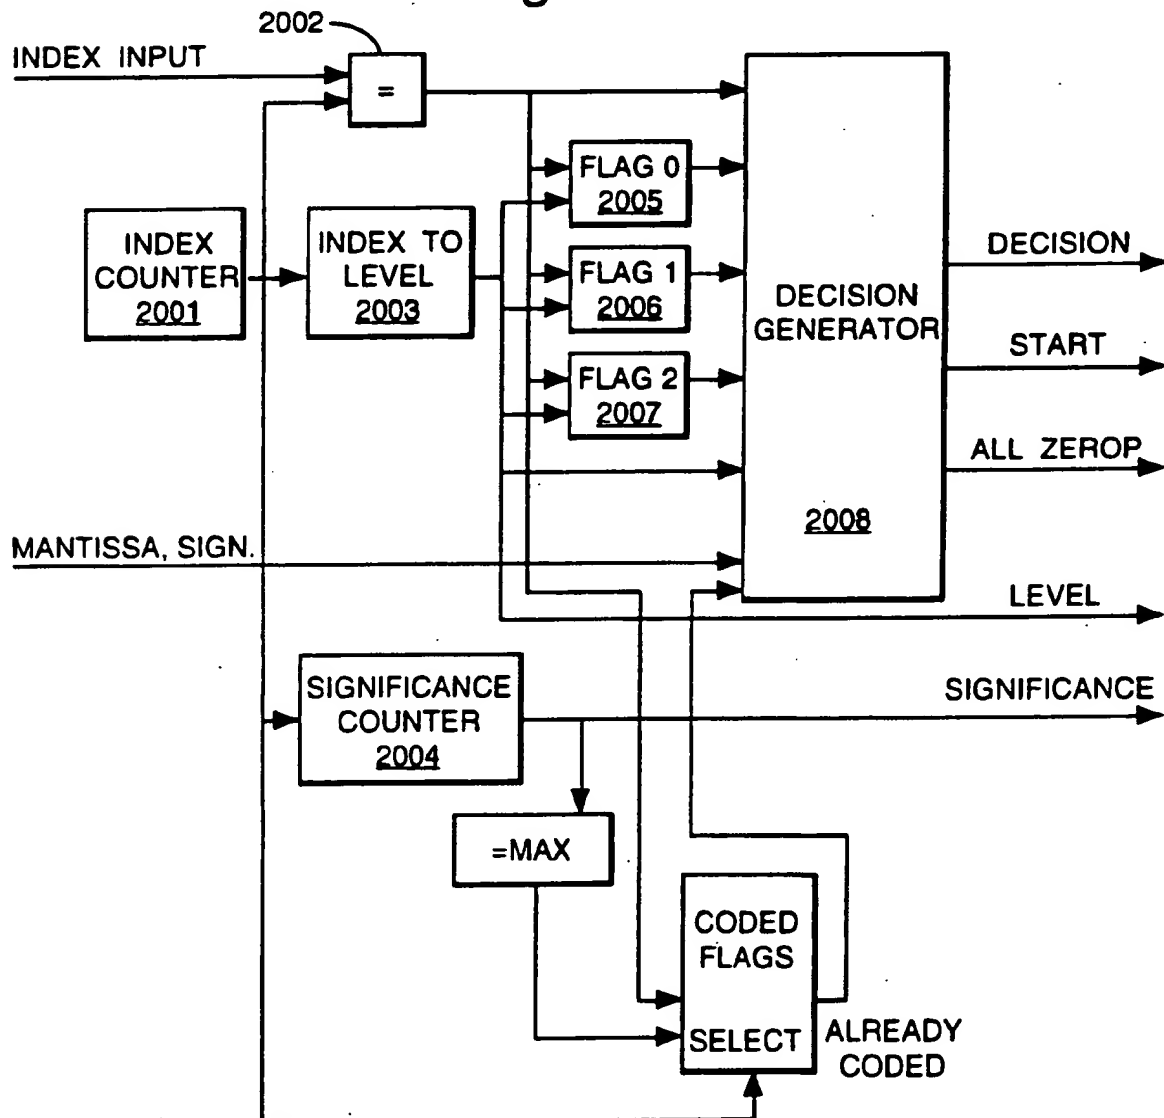 2002
INDEX INPUT
=
FLAG 0
2005
INDEX
COUNTER
2001
INDEX TO
LEVEL
2003
FLAG 1
2006
FLAG 2
2007
DECISION
GENERATOR
2008
DECISION
START
ALL ZEROP
MANTISSA, SIGN.
LEVEL
SIGNIFICANCE
COUNTER
2004
SIGNIFICANCE
=MAX
CODED
FLAGS
SELECT
ALREADY
CODED